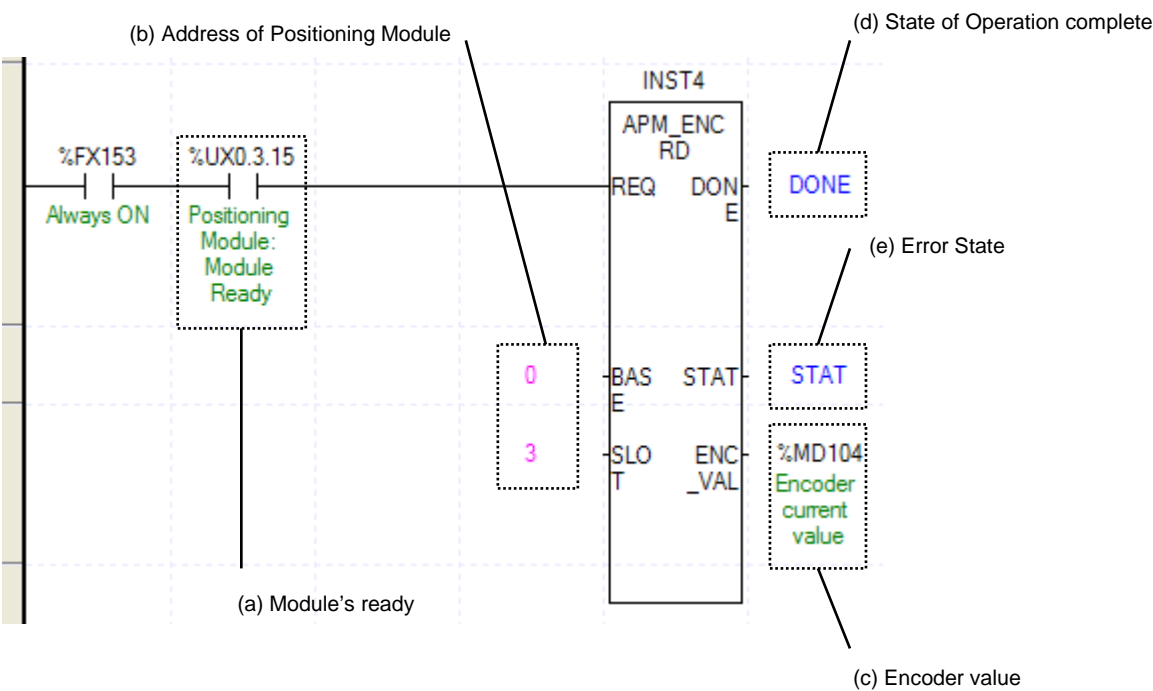 (d) State of Operation complete
(b) Address of Positioning Module
INST4
APM_ENC
RD
%FX153
%UX0.3.15
REQ
DON
E
DONE
Always ON
Positioning
Module:
Module
Ready
(e) Error State
0
BAS
E
STAT
STAT
3
SLO
T
ENC
_VAL
%MD104
Encoder
current
value
(a) Module’s ready
(c) Encoder value